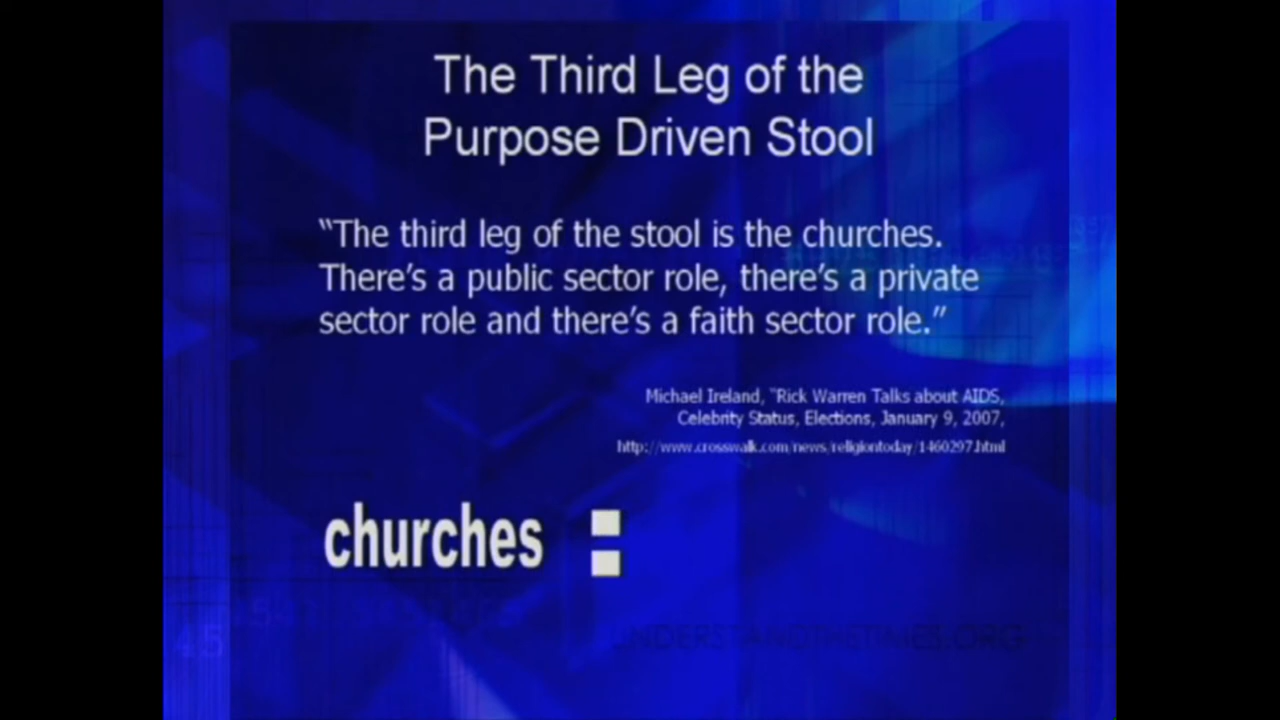 The Third Leg of the
Purpose Driven Stool
“The third leg of the stool is the churches.
There’s a public sector role, there’s a private
sector role and there’s a faith sector role.”
Michael Ireland, “Rick Warren Talks about AIDS,
Celebrity Status, Elections, January 9, 2007,
http://www.crosswalk.com/news/religiontoday/1460297.html
churches :
UNDERSTANDTHETIMES.ORG